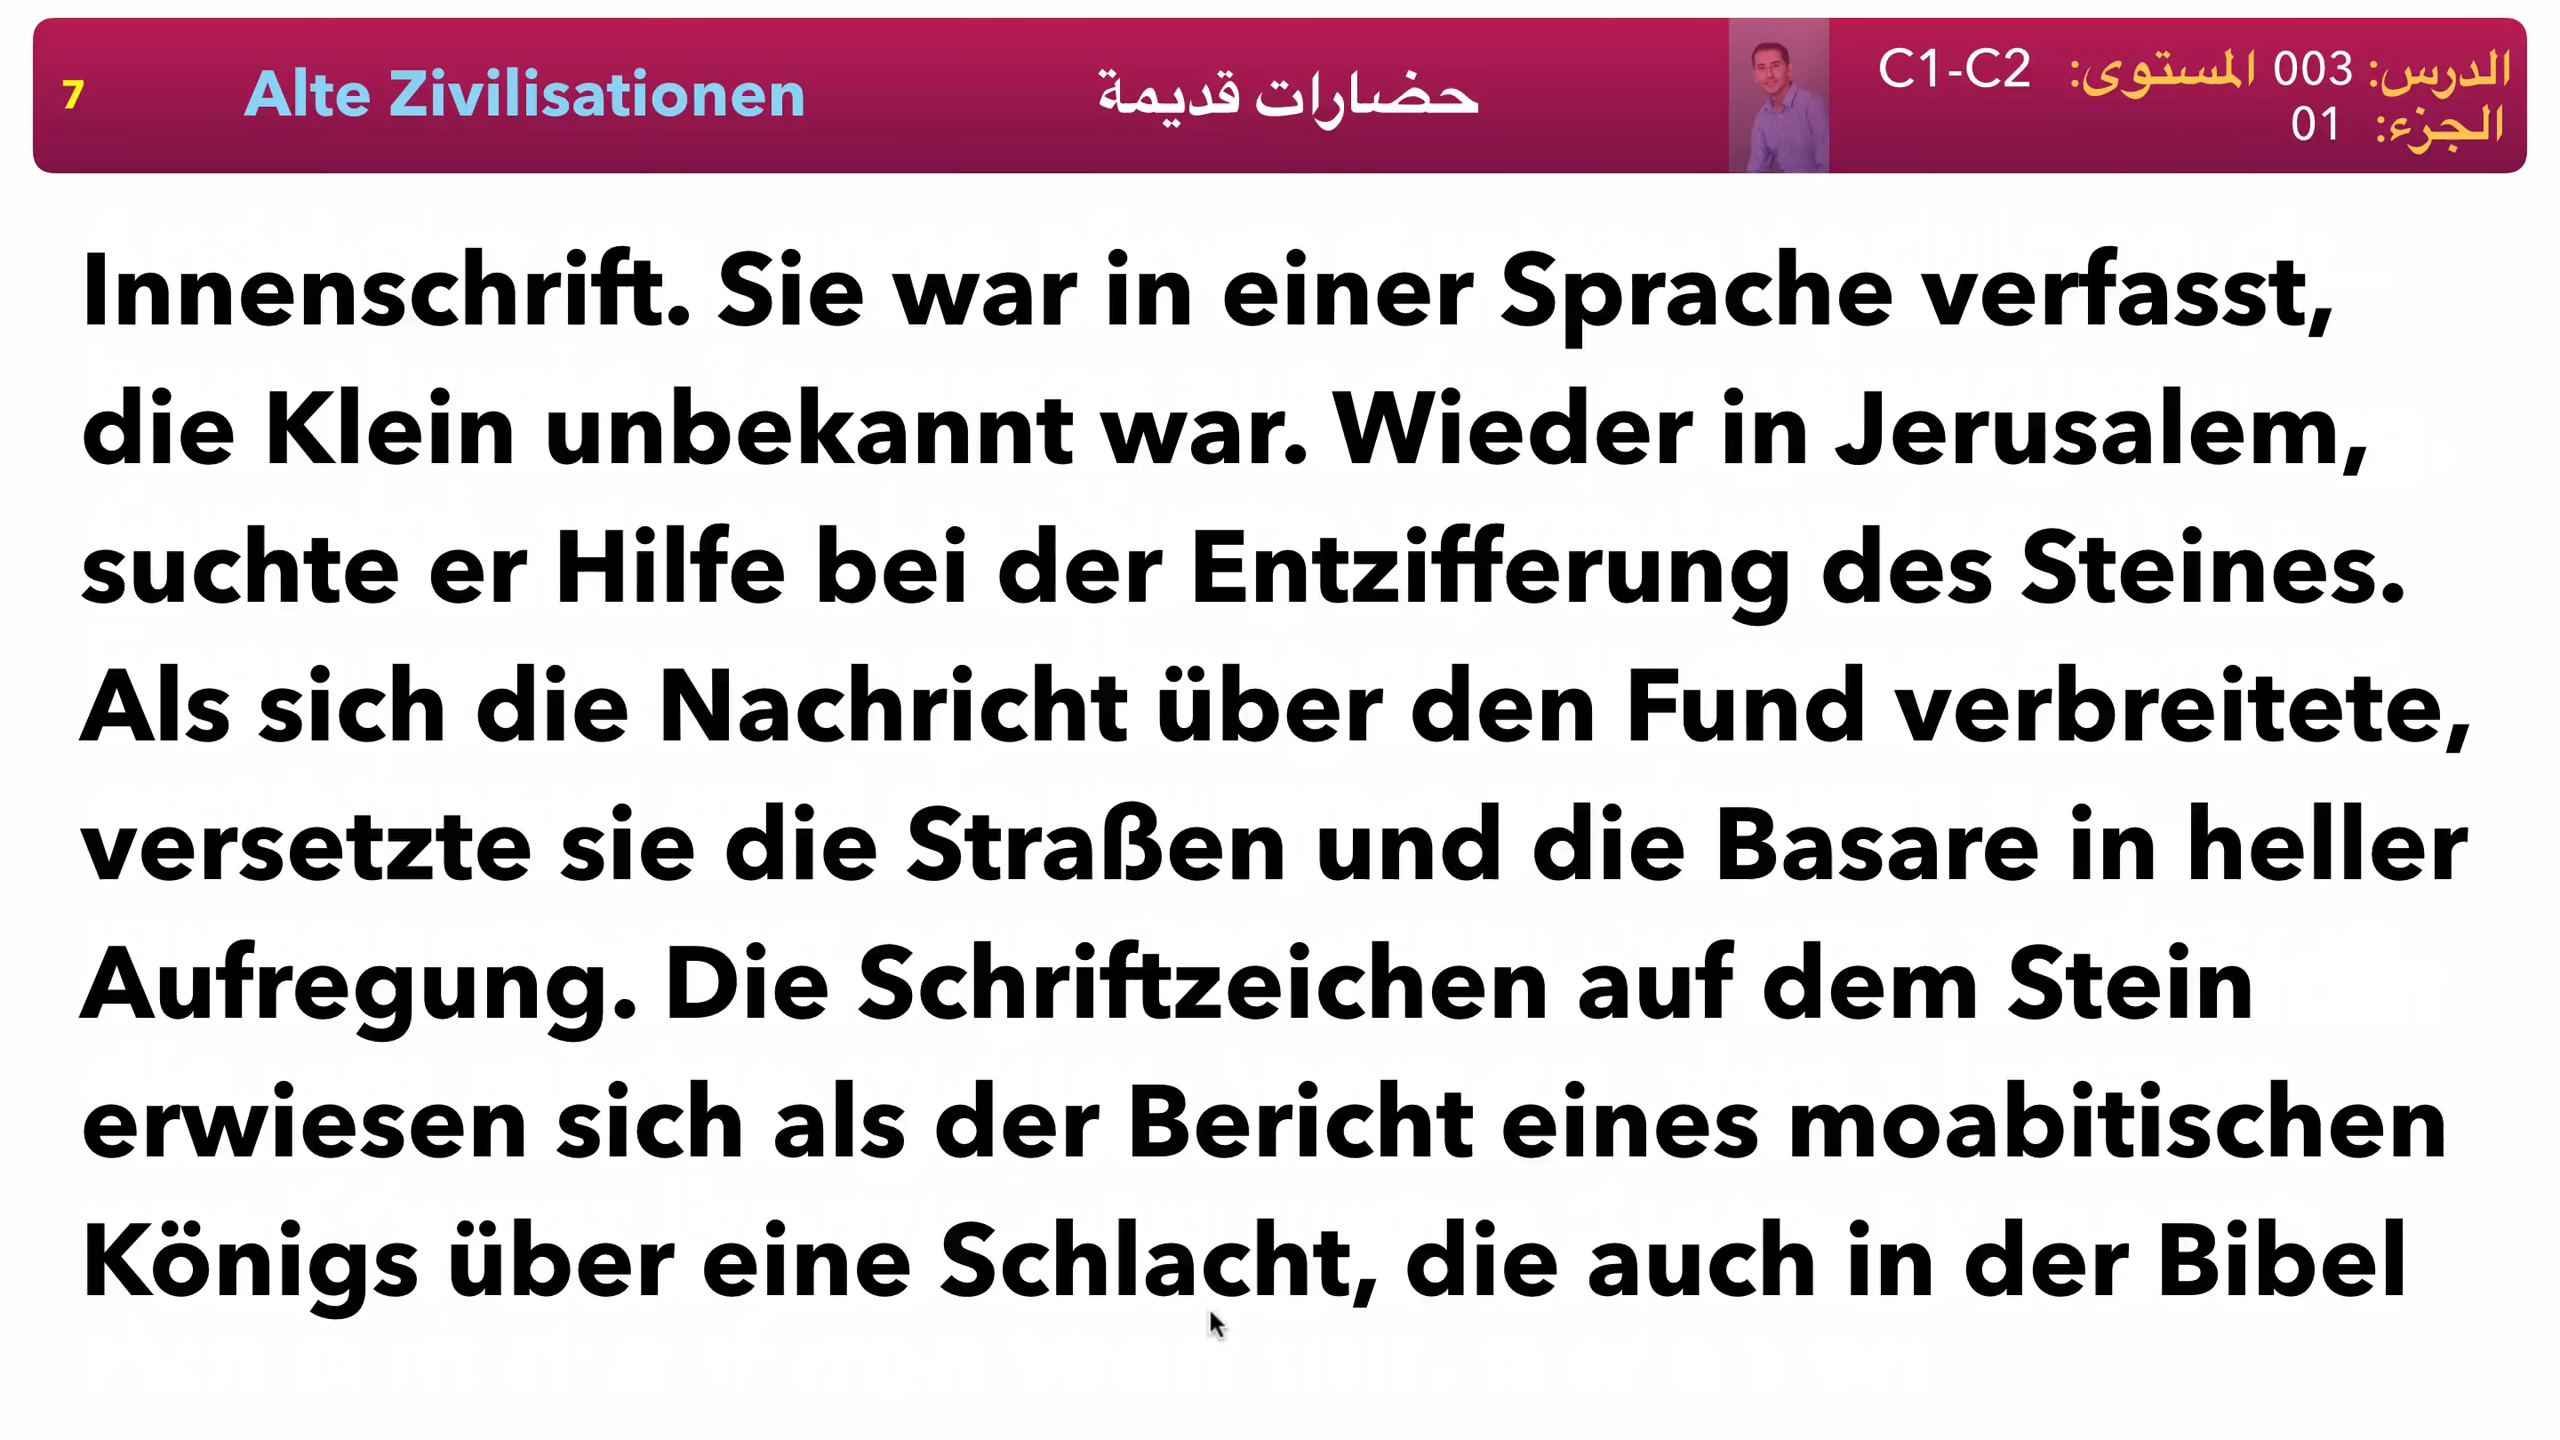 7
Alte Zivilisationen
حضارات قديمة
الدرس: 003 المستوى: C1-C2
الجزء: 01
Innenschrift. Sie war in einer Sprache verfasst,
die Klein unbekannt war. Wieder in Jerusalem,
suchte er Hilfe bei der Entzifferung des Steines.
Als sich die Nachricht über den Fund verbreitete,
versetzte sie die Straßen und die Basare in heller
Aufregung. Die Schriftzeichen auf dem Stein
erwiesen sich als der Bericht eines moabitischen
Königs über eine Schlacht, die auch in der Bibel